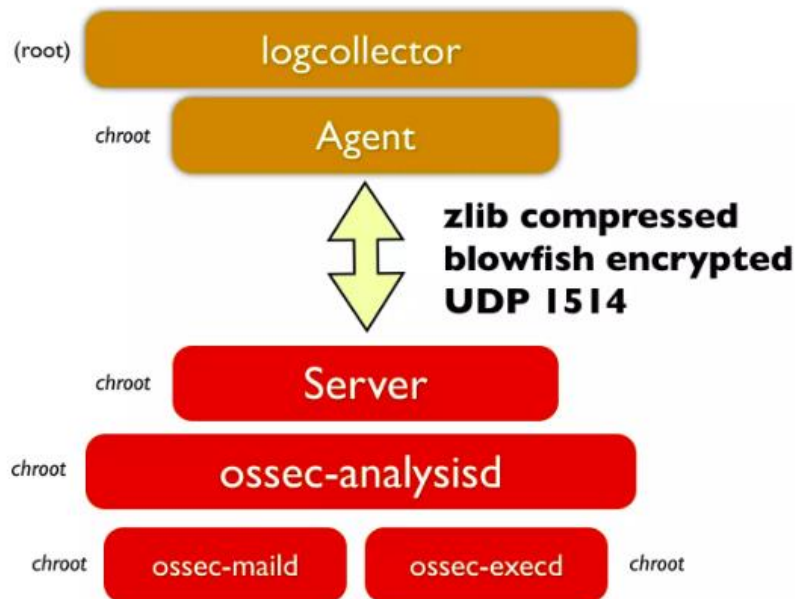 (root) logcollector
chroot Agent
zlib compressed
blowfish encrypted
UDP 1514
chroot Server
chroot ossec-analysisd
chroot ossec-maild ossec-execd chroot